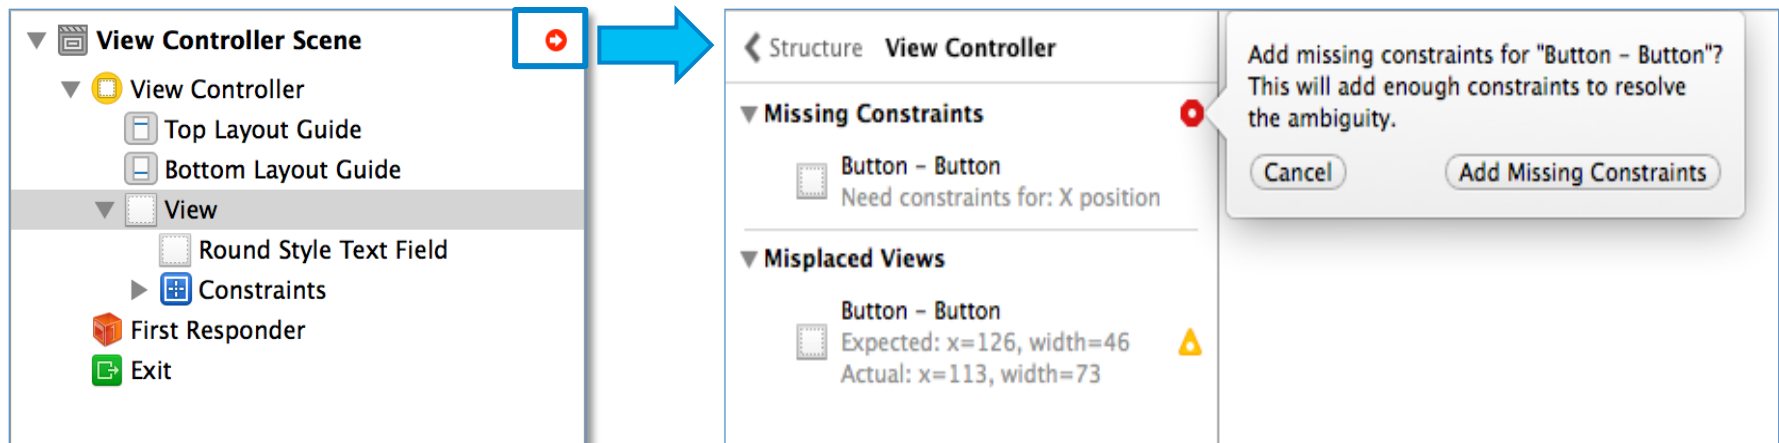 View Controller Scene
View Controller
Top Layout Guide
Bottom Layout Guide
View
Round Style Text Field
Constraints
First Responder
Exit
Structure View Controller
Missing Constraints
Button – Button
Need constraints for: X position
Misplaced Views
Button – Button
Expected: x=126, width=46
Actual: x=113, width=73
Add missing constraints for "Button – Button"?
This will add enough constraints to resolve
the ambiguity.
Cancel Add Missing Constraints